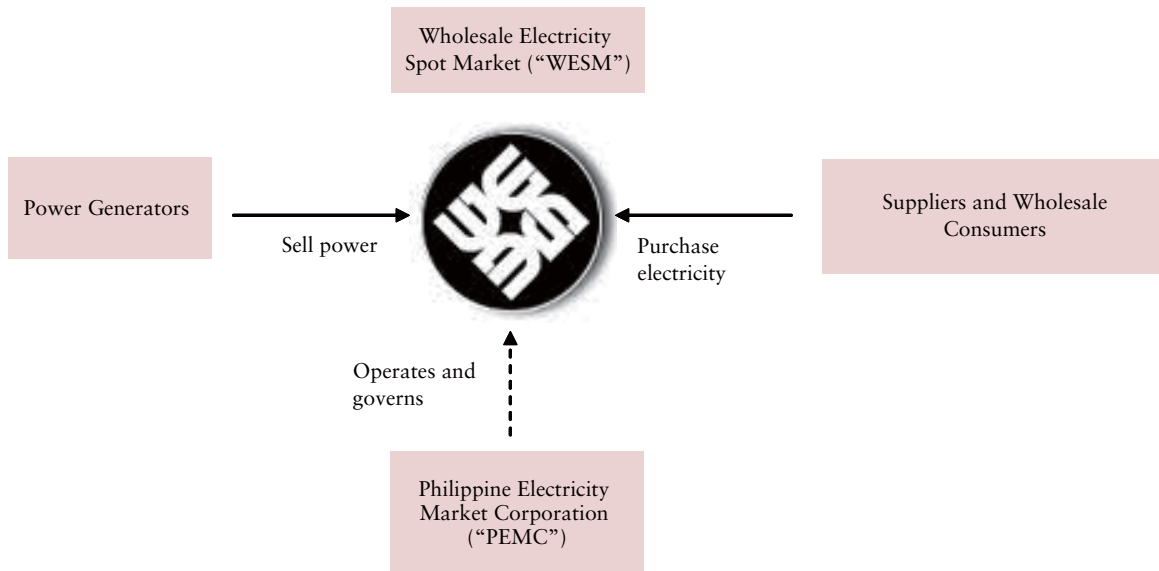 Wholesale Electricity
Spot Market (“WESM”)
Power Generators
Sell power
Purchase
electricity
Suppliers and Wholesale
Consumers
Operates and
governs
Philippine Electricity
Market Corporation
(“PEMC”)